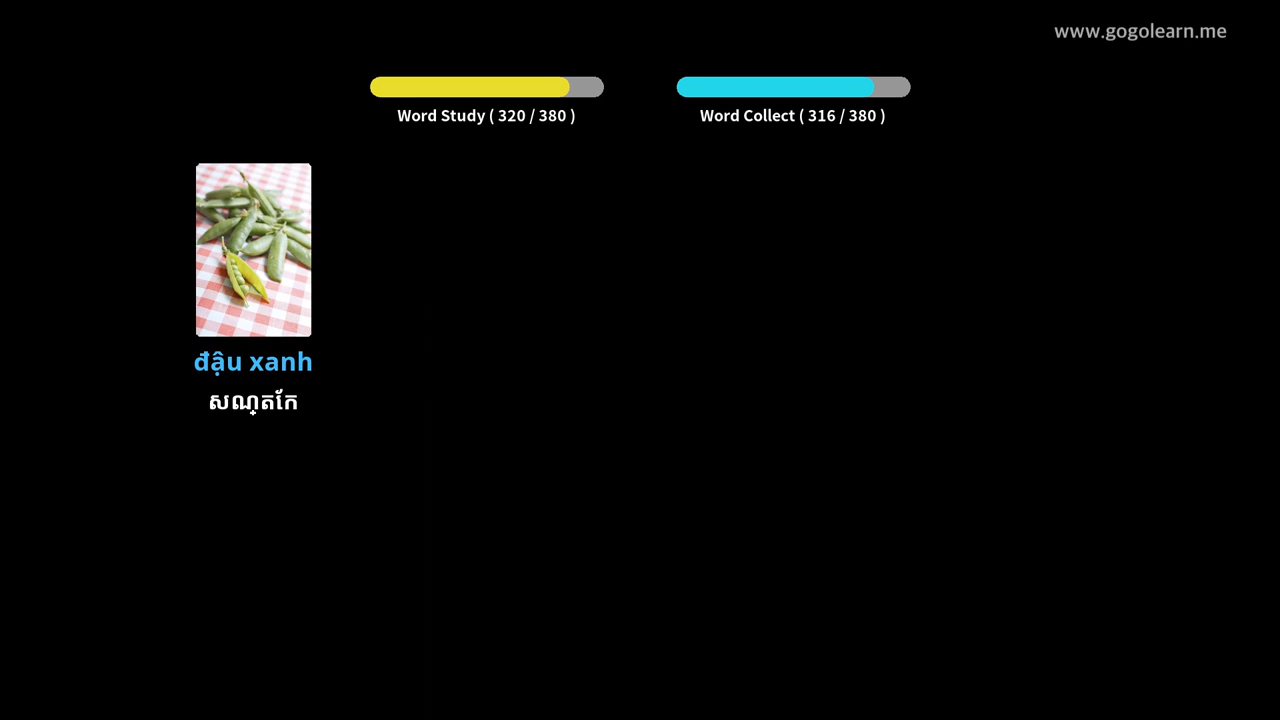 www.gogolearn.me
Word Study ( 320 / 380 )
Word Collect ( 316 / 380 )
đậu xanh
សណ្តកែ